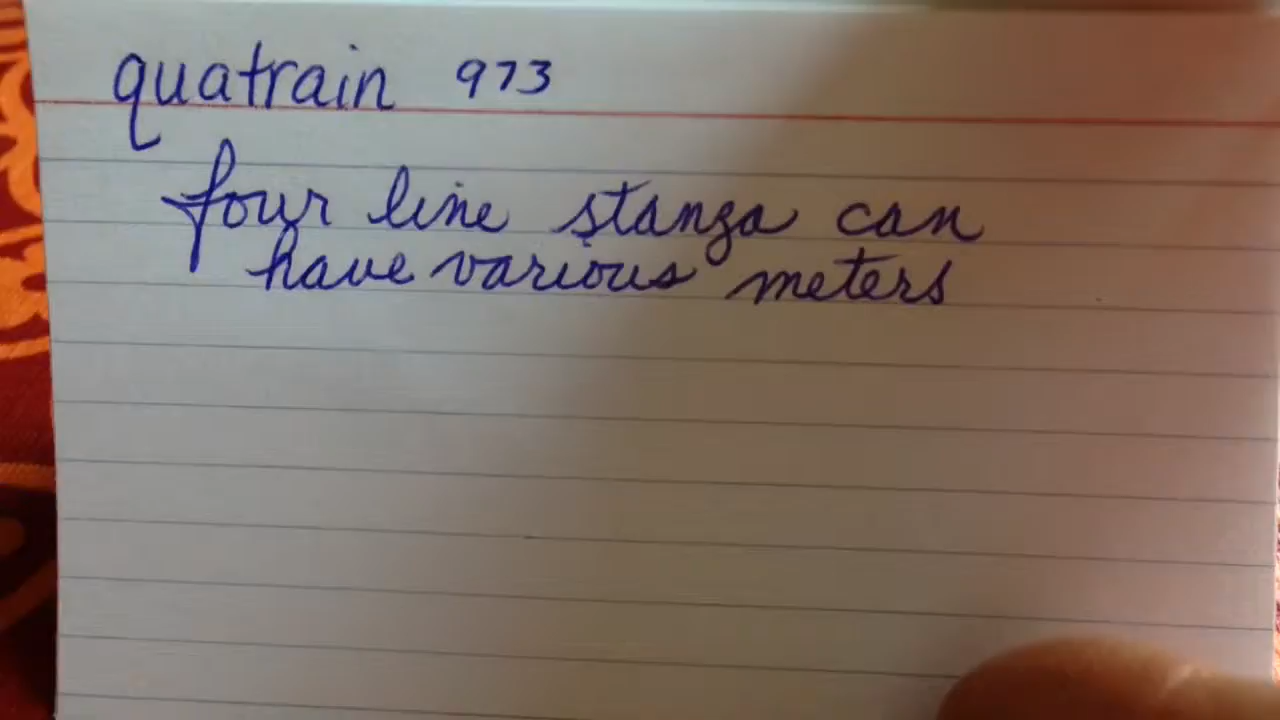 quatrain 973
four line stanza can
have various meters